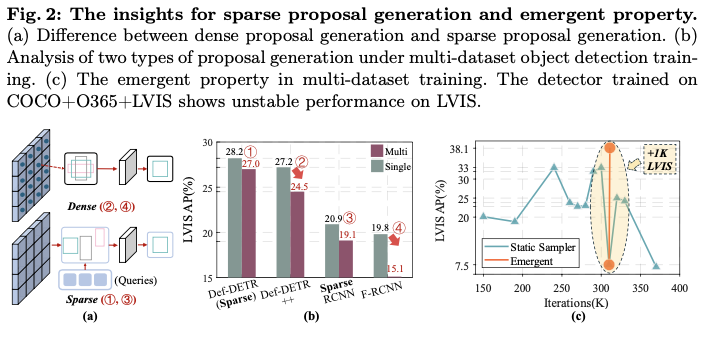 Fig. 2: The insights for sparse proposal generation and emergent property.
(a) Difference between dense proposal generation and sparse proposal generation. (b)
Analysis of two types of proposal generation under multi-dataset object detection train-
ing. (c) The emergent property in multi-dataset training. The detector trained on
COCO+O365+LVIS shows unstable performance on LVIS.
Dense (②, ④)
(Queries)
Sparse (①, ③)
(a)
LVIS AP(%)
30
25
20
15
28.2 ①
27.0
27.2 ②
24.5
20.9 ③
19.1
19.8 ④
15.1
Multi
Single
Def-DETR
(Sparse)
Def-DETR
++
Sparse
RCNN
F-RCNN
(b)
LVIS AP(%)
38.1
33
30
25
20
7.5
+1K
LVIS
Static Sampler
Emergent
150 200 250 300 350 400
Iterations(K)
(c)